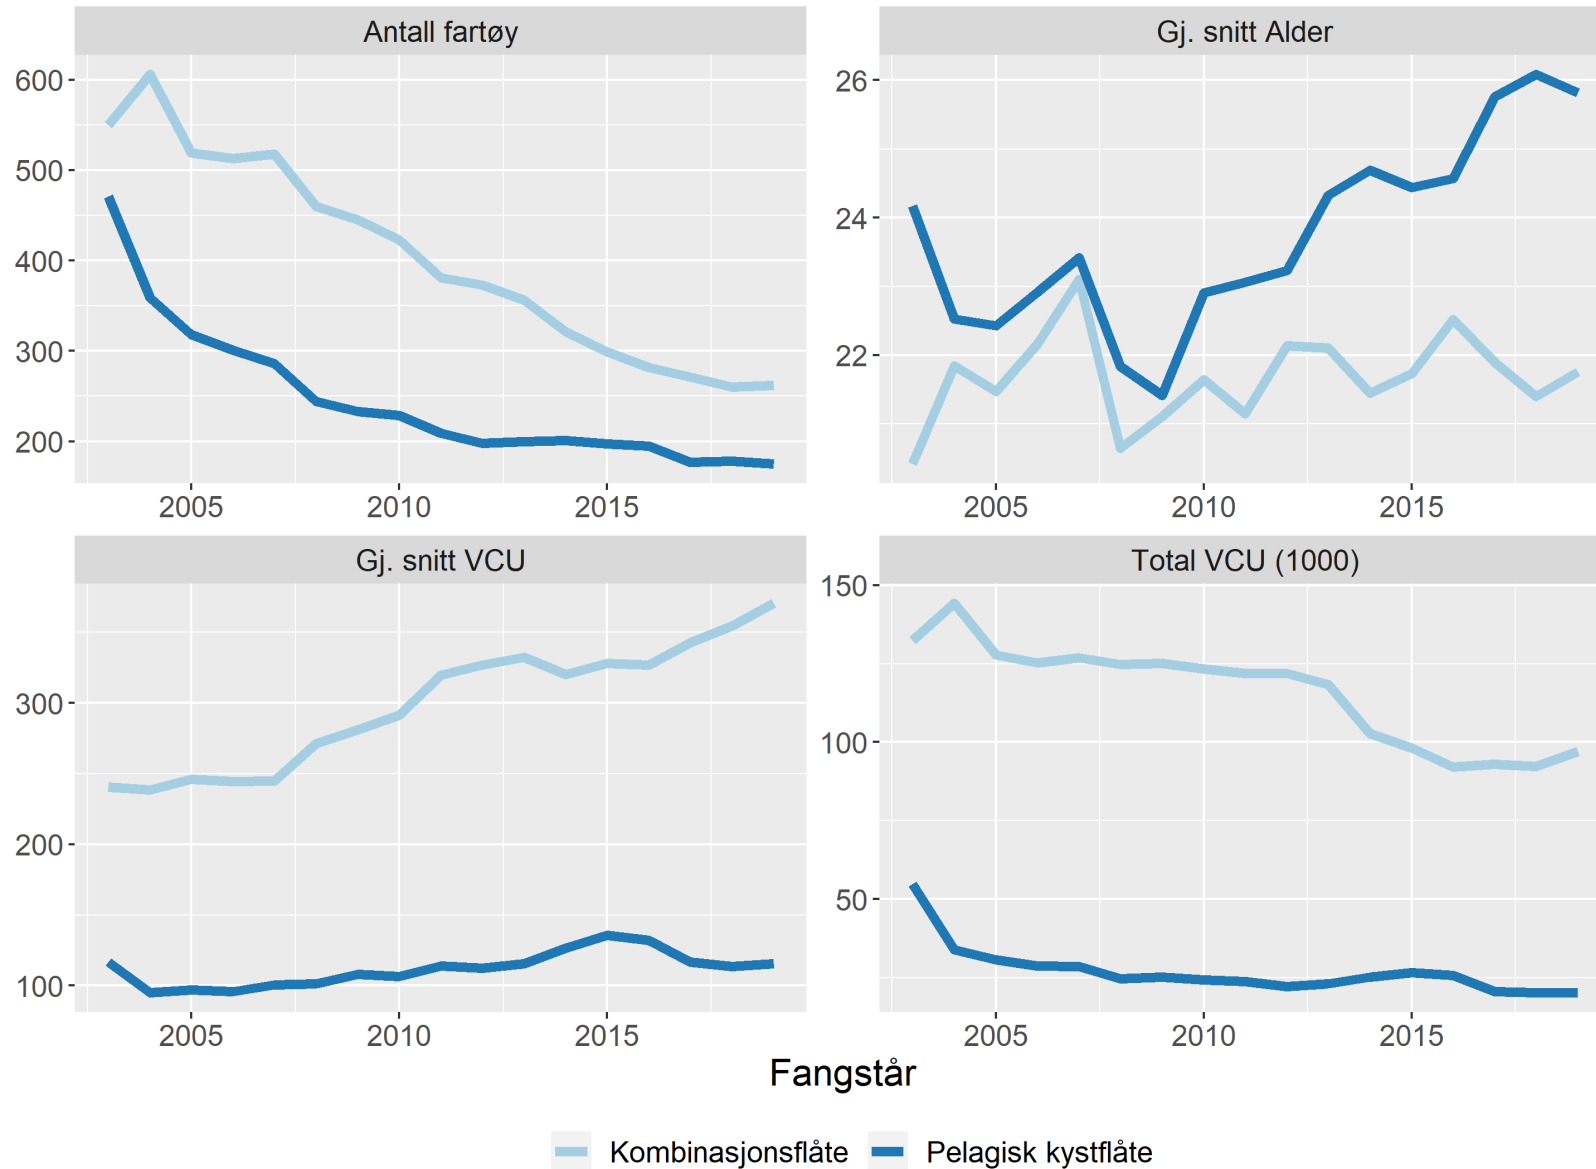 Antall fartøy
Gj. snitt Alder
600
500
400
300
200
26
24
22
2005 2010 2015
2005 2010 2015
Gj. snitt VCU
Total VCU (1000)
300
200
100
150
100
50
2005 2010 2015
2005 2010 2015
Fangstår
Kombinasjonsflåte Pelagisk kystflåte